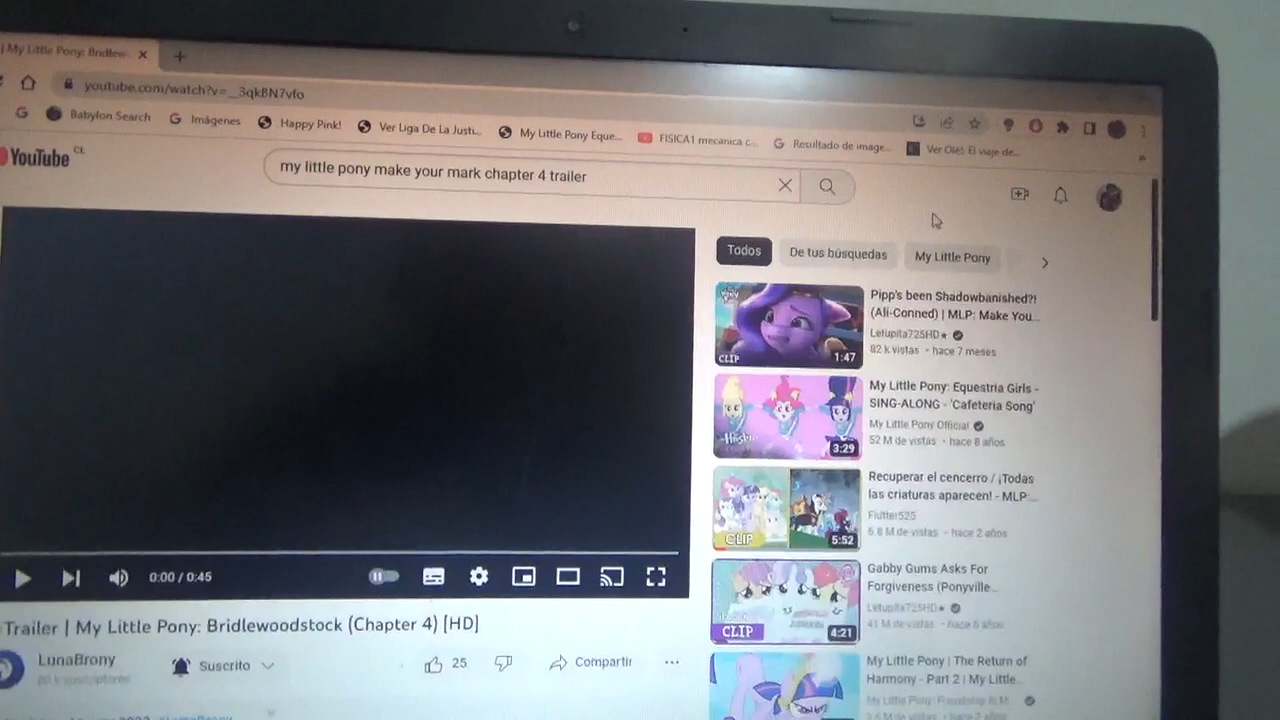 My Little Pony: Bridlew
youtube.com/watch?v=__3qkBN7vfo
Babylon Search
Imágenes
Happy Pink!
Ver Liga De La Justi...
My Little Pony Eque...
FISICA1 mecanica c...
Resultado de image...
Ver Olé!: El viaje de...
YouTube CL
my little pony make your mark chapter 4 trailer
Todos
De tus búsquedas
My Little Pony
Pipp's been Shadowbanished?!
(Ali-Conned) | MLP: Make You...
Letupita725HD★
82 k vistas · hace 7 meses
CLIP
1:47
My Little Pony: Equestria Girls -
SING-ALONG - 'Cafeteria Song'
My Little Pony Official
52 M de vistas · hace 8 años
3:29
Recuperar el cencerro / ¡Todas
las criaturas aparecen! - MLP:...
Flutter525
6.8 M de vistas · hace 2 años
CLIP
5:52
Gabby Gums Asks For
Forgiveness (Ponyville...
Letupita725HD★
41 M de vistas · hace 6 años
CLIP
4:21
My Little Pony | The Return of
Harmony - Part 2 | My Little...
0:00 / 0:45
Trailer | My Little Pony: Bridlewoodstock (Chapter 4) [HD]
LunaBrony
Suscrito
25
Compartir